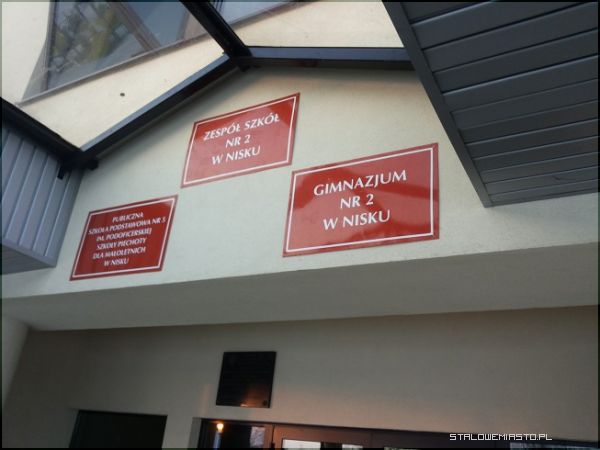 ZESPÓŁ SZKÓŁ
NR 2
W NISKU
GIMNAZJUM
NR 2
W NISKU
PUBLICZNA
SZKOŁA PODSTAWOWA NR 5
IM. PODOFICERSKIEJ
SZKOŁY PIECHOTY
DLA MAŁOLETNICH
W NISKU
STALOWEMIASTO.PL